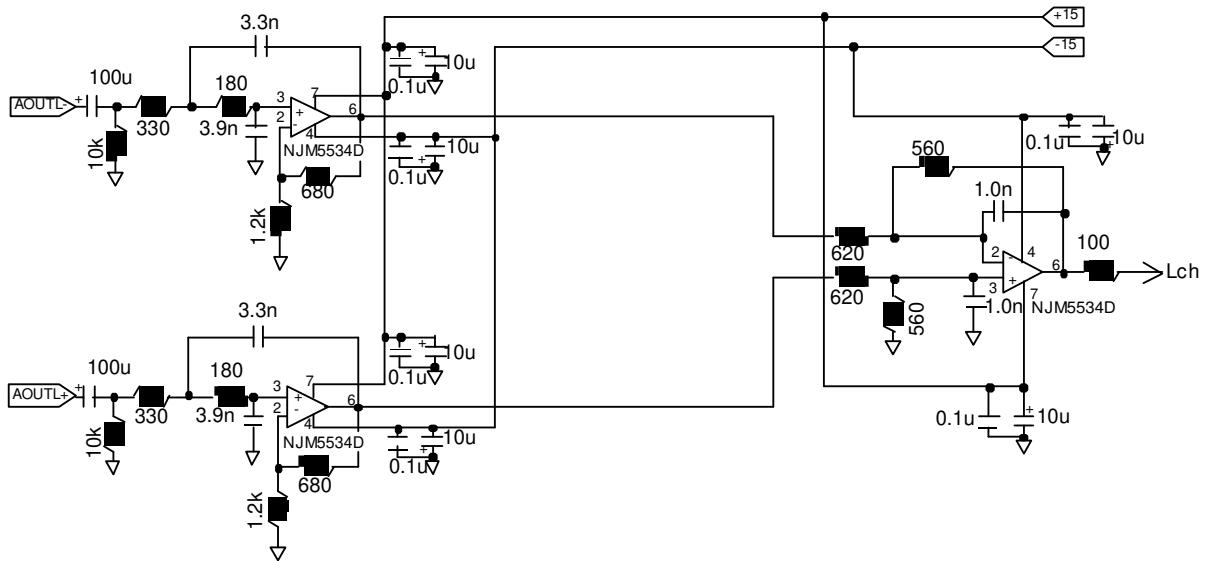 +15
-15
3.3n
100u
180
AOUTL-
330
3.9n
10k
3
2
7
4
6
+
-
NJM5534D
680
1.2k
+
0.1u
10u
0.1u
+
10u
560
1.0n
620
620
560
1.0n
2
3
4
7
6
-
+
NJM5534D
100
Lch
0.1u
+
10u
0.1u
+
10u
3.3n
100u
180
AOUTL+
330
3.9n
10k
3
2
7
4
6
+
-
NJM5534D
680
1.2k
+
0.1u
10u
0.1u
+
10u